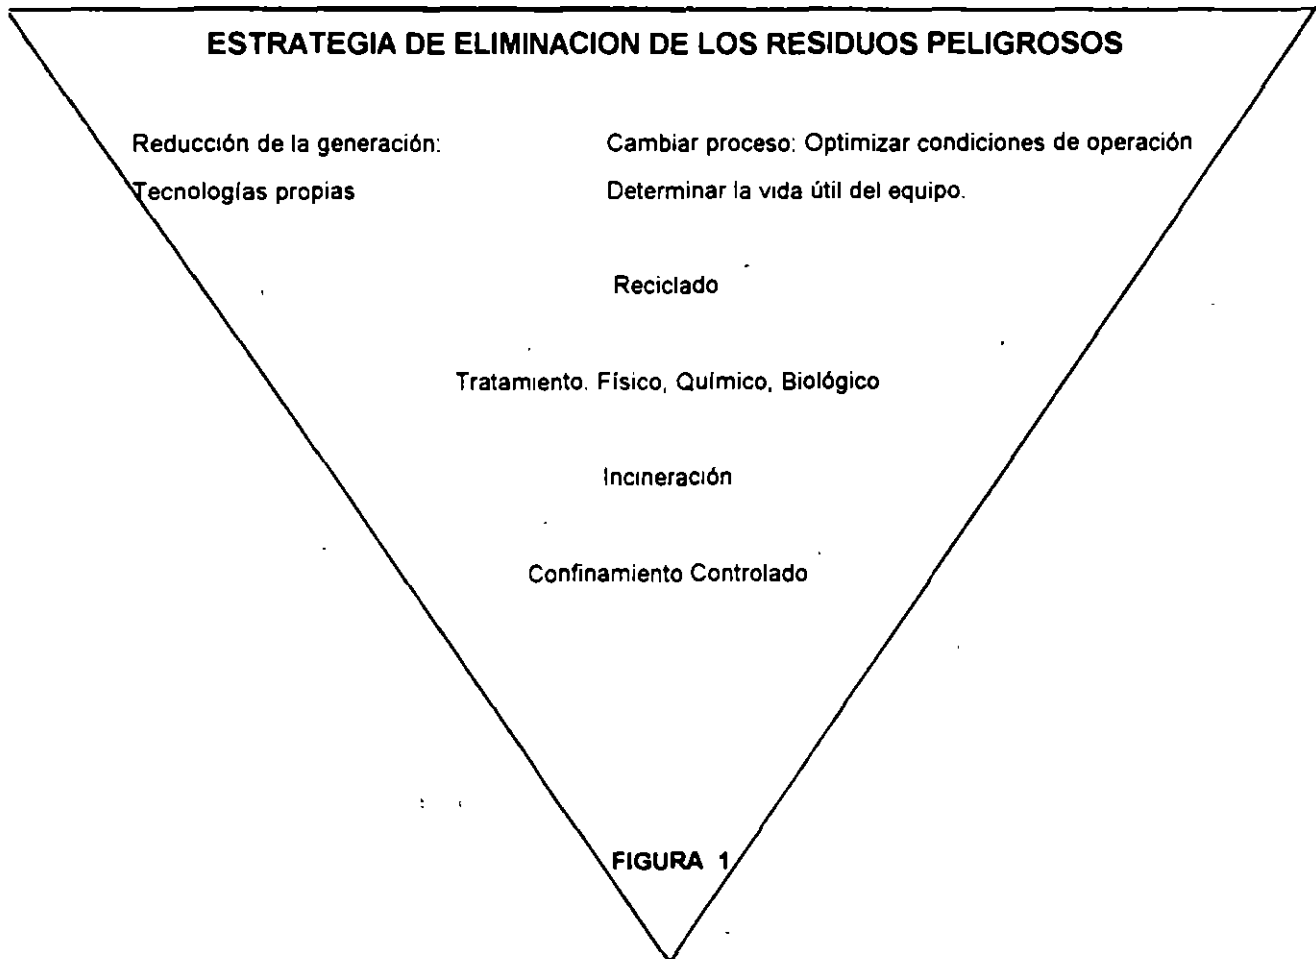 ESTRATEGIA DE ELIMINACION DE LOS RESIDUOS PELIGROSOS
Reducción de la generación: Cambiar proceso: Optimizar condiciones de operación
Tecnologías propias Determinar la vida útil del equipo.
Reciclado
Tratamiento. Físico, Químico, Biológico
Incineración
Confinamiento Controlado
FIGURA 1